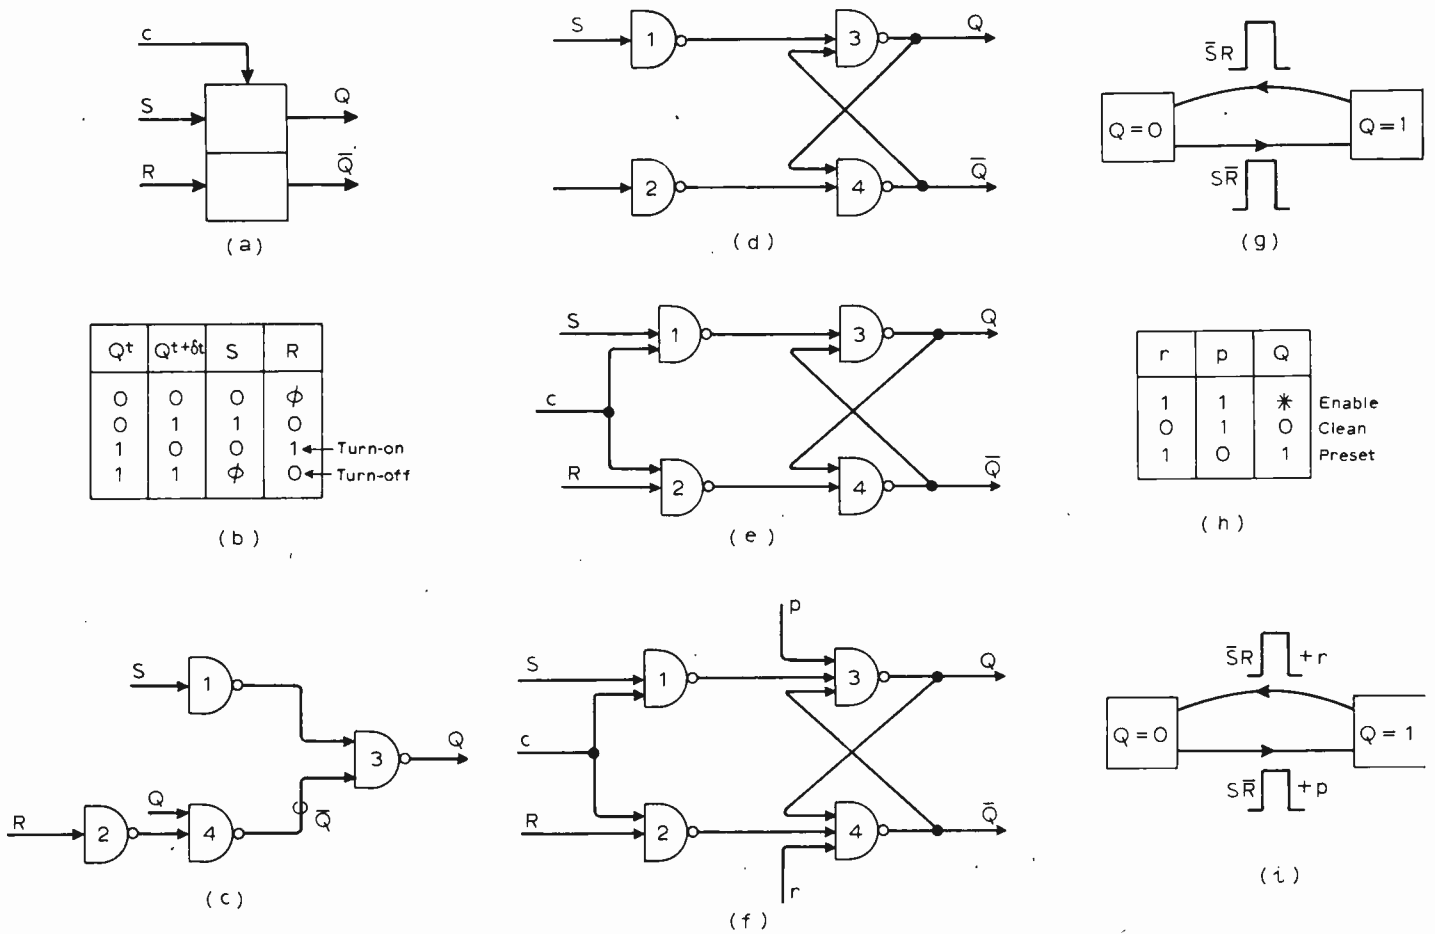 c
S
Q
R
Q̄
(a)
Qᵗ Qᵗ⁺ᵟᵗ S R
0 0 0 ϕ
0 1 1 0
1 0 0 1 Turn-on
1 1 ϕ 0 Turn-off
(b)
S
1
3
Q
Q
R
2
4
Q̄
(c)
S
1
3
Q
2
4
Q̄
(d)
S
1
3
Q
c
R
2
4
Q̄
(e)
p
S
1
3
Q
c
R
2
4
Q̄
r
(f)
S̄R
Q=0
Q=1
SR̄
(g)
r p Q
1 1 * Enable
0 1 0 Clean
1 0 1 Preset
(h)
S̄R +r
Q=0
Q=1
SR̄ +p
(i)